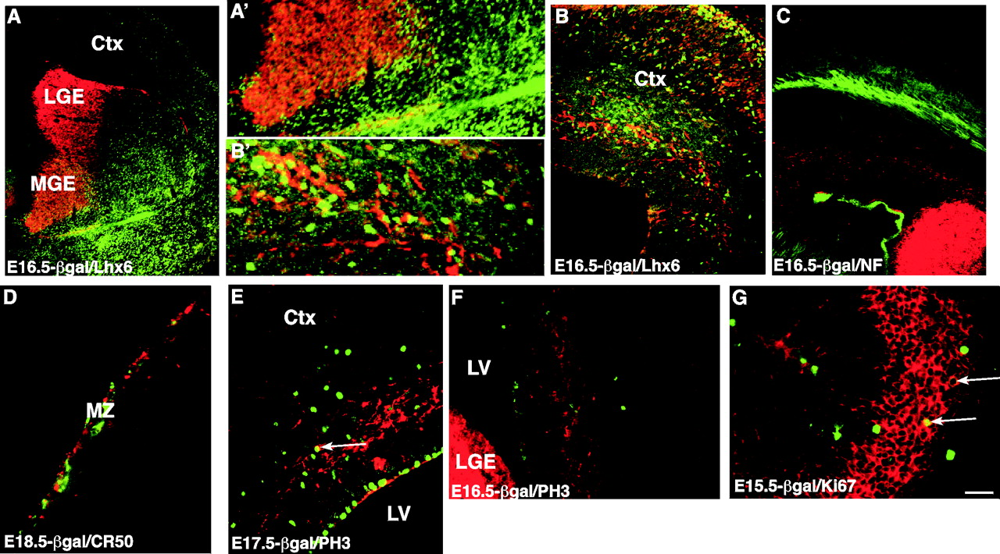 A
Ctx
LGE
MGE
E16.5-βgal/Lhx6
A’
B’
B
Ctx
E16.5-βgal/Lhx6
C
E16.5-βgal/NF
D
MZ
E18.5-βgal/CR50
E
Ctx
LV
E17.5-βgal/PH3
F
LV
LGE
E16.5-βgal/PH3
G
E15.5-βgal/Ki67